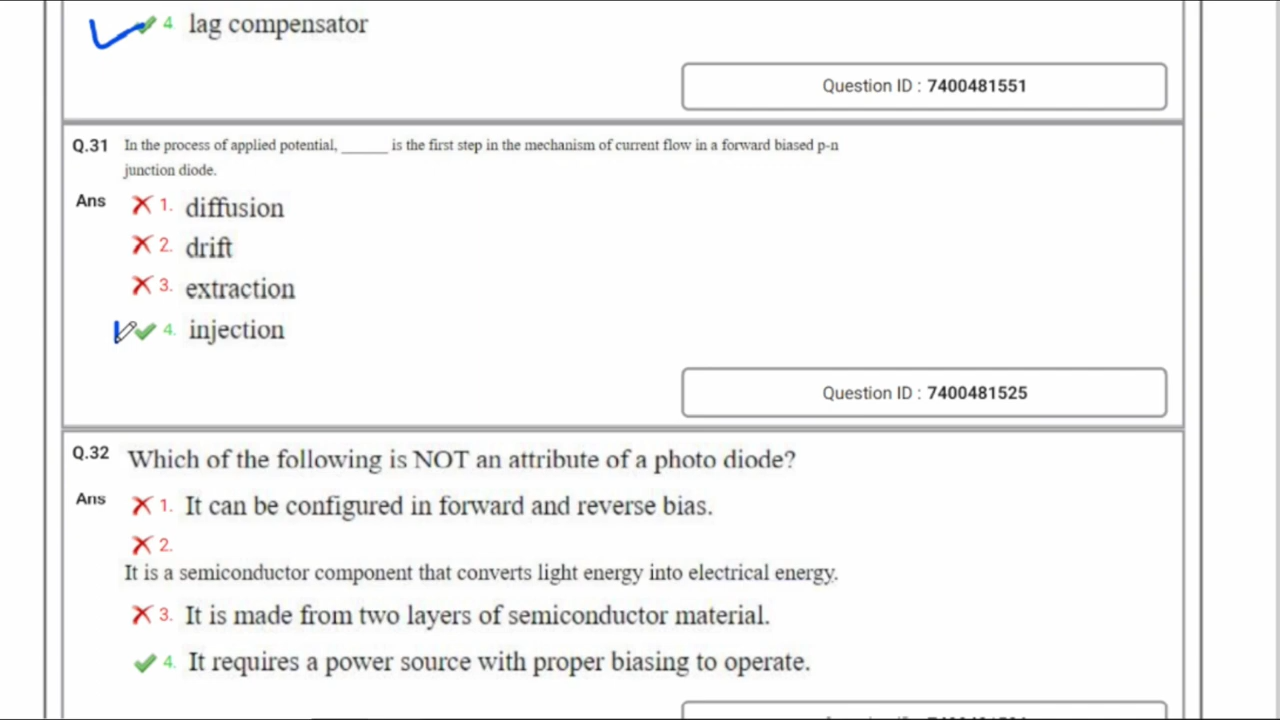 4 lag compensator
Question ID : 7400481551
Q.31 In the process of applied potential, ______ is the first step in the mechanism of current flow in a forward biased p-n
junction diode.
Ans 1. diffusion
2. drift
3. extraction
4. injection
Question ID : 7400481525
Q.32 Which of the following is NOT an attribute of a photo diode?
Ans 1. It can be configured in forward and reverse bias.
2.
It is a semiconductor component that converts light energy into electrical energy.
3. It is made from two layers of semiconductor material.
4. It requires a power source with proper biasing to operate.